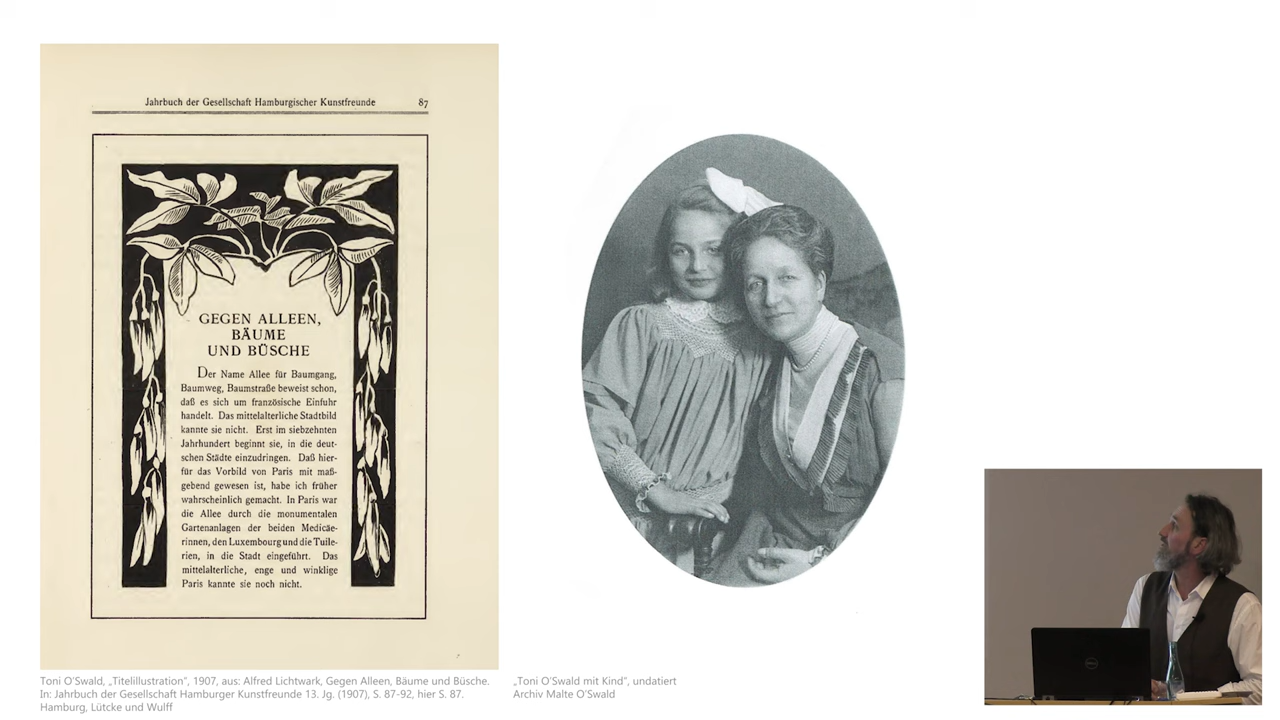 Jahrbuch der Gesellschaft Hamburgischer Kunstfreunde 87
GEGEN ALLEEN,
BÄUME
UND BÜSCHE
Der Name Allee für Baumgang,
Baumweg, Baumstraße beweist schon,
daß es sich um französische Einfuhr
handelt. Das mittelalterliche Stadtbild
kannte sie nicht. Erst im siebzehnten
Jahrhundert beginnt sie, in die deut-
schen Städte einzudringen. Daß hier-
für das Vorbild von Paris mit maß-
gebend gewesen ist, habe ich früher
wahrscheinlich gemacht. In Paris war
die Allee durch die monumentalen
Gartenanlagen der beiden Medicäe-
rinnen, den Luxembourg und die Tuile-
rien, in die Stadt eingeführt. Das
mittelalterliche, enge und winklige
Paris kannte sie noch nicht.
Toni O'Swald, „Titelillustration", 1907, aus: Alfred Lichtwark, Gegen Alleen, Bäume und Büsche.
In: Jahrbuch der Gesellschaft Hamburger Kunstfreunde 13. Jg. (1907), S. 87-92, hier S. 87.
Hamburg, Lütcke und Wulff
„Toni O'Swald mit Kind", undatiert
Archiv Malte O'Swald
DELL